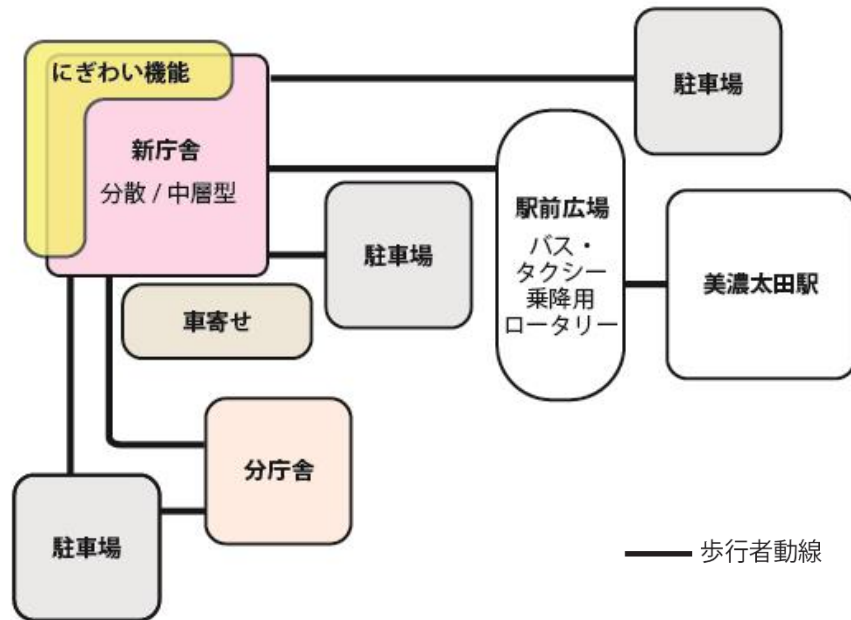 にぎわい機能
駐車場
新庁舎
分散 / 中層型
駅前広場
バス・
タクシー
乗降用
ロータリー
駐車場
美濃太田駅
車寄せ
分庁舎
駐車場
歩行者動線